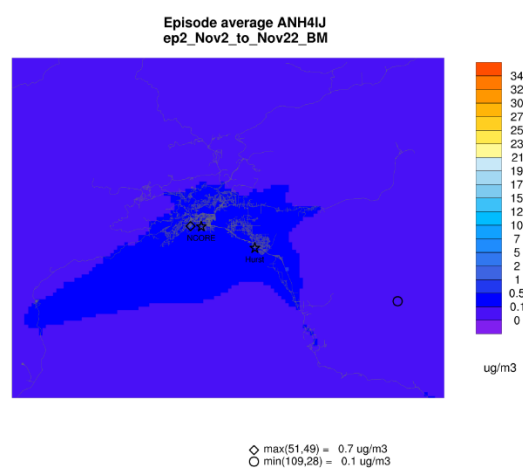 Episode average ANH4IJ
ep2_Nov2_to_Nov22_BM
34
32
30
27
25
23
21
19
17
15
12
10
7
5
2
1
0.5
0.1
0
NCORE
Hurst
ug/m3
max(51,49) = 0.7 ug/m3
min(109,28) = 0.1 ug/m3